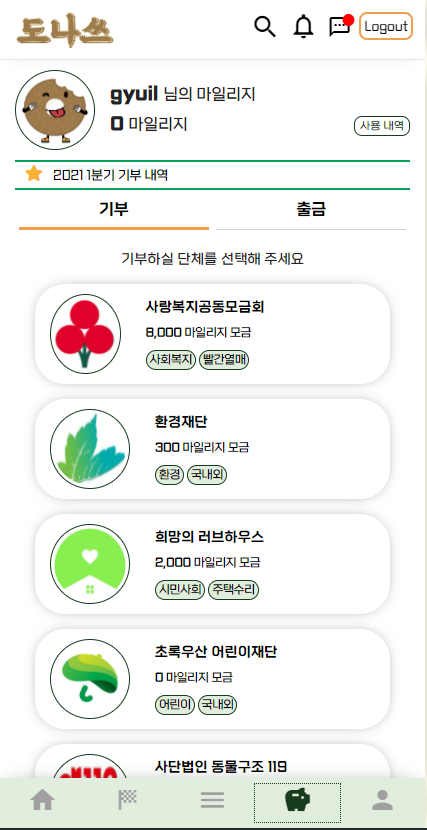 도나쓰
Logout
gyuil 님의 마일리지
0 마일리지
사용 내역
2021 1분기 기부 내역
기부 출금
기부하실 단체를 선택해 주세요
사랑복지공동모금회
8,000 마일리지 모금
사회복지 빨간열매
환경재단
300 마일리지 모금
환경 국내외
희망의 러브하우스
2,000 마일리지 모금
시민사회 주택수리
초록우산 어린이재단
0 마일리지 모금
어린이 국내외
사단법인 동물구조 119